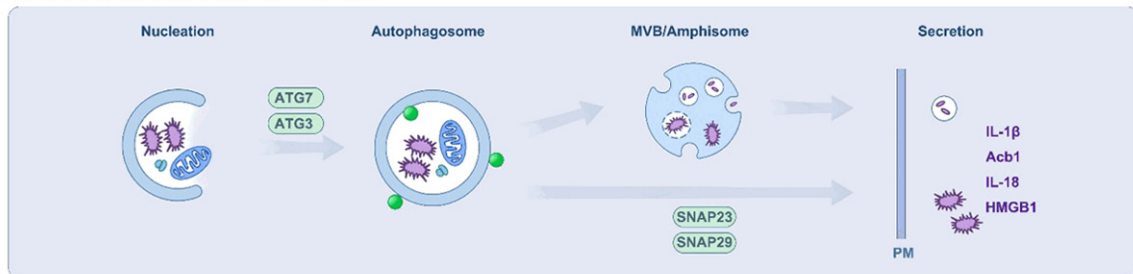 Nucleation
Autophagosome
MVB/Amphisome
Secretion
ATG7
ATG3
IL-1β
Acb1
IL-18
HMGB1
SNAP23
SNAP29
PM